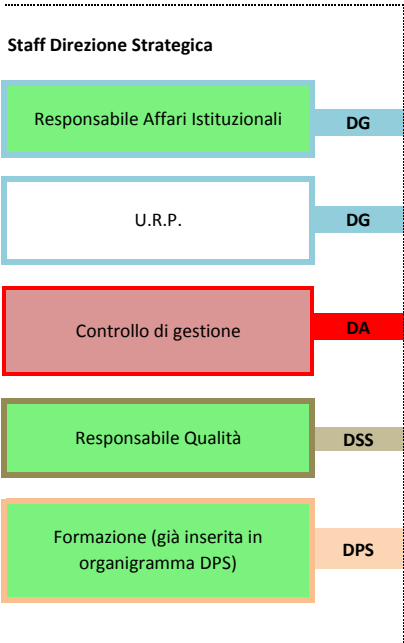 Staff Direzione Strategica
Responsabile Affari Istituzionali
DG
U.R.P.
DG
Controllo di gestione
DA
Responsabile Qualità
DSS
Formazione (già inserita in
organigramma DPS)
DPS